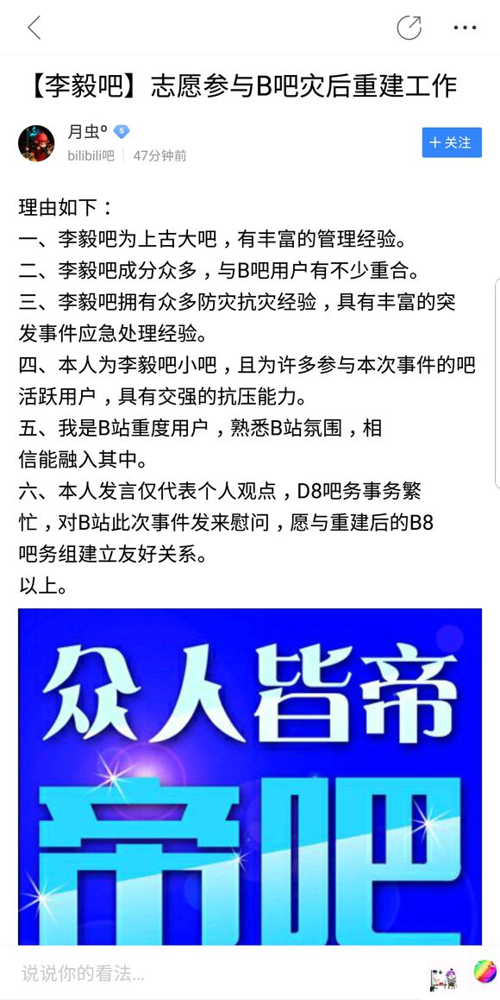 【李毅吧】志愿参与B吧灾后重建工作
月虫º 5
bilibili吧 47分钟前
+ 关注
理由如下：
一、李毅吧为上古大吧，有丰富的管理经验。
二、李毅吧成分众多，与B吧用户有不少重合。
三、李毅吧拥有众多防灾抗灾经验，具有丰富的突
发事件应急处理经验。
四、本人为李毅吧小吧，且为许多参与本次事件的吧
活跃用户，具有交强的抗压能力。
五、我是B站重度用户，熟悉B站氛围，相
信能融入其中。
六、本人发言仅代表个人观点，D8吧务事务繁
忙，对B站此次事件发来慰问，愿与重建后的B8
吧务组建立友好关系。
以上。
众人皆帝
帝吧
说说你的看法...